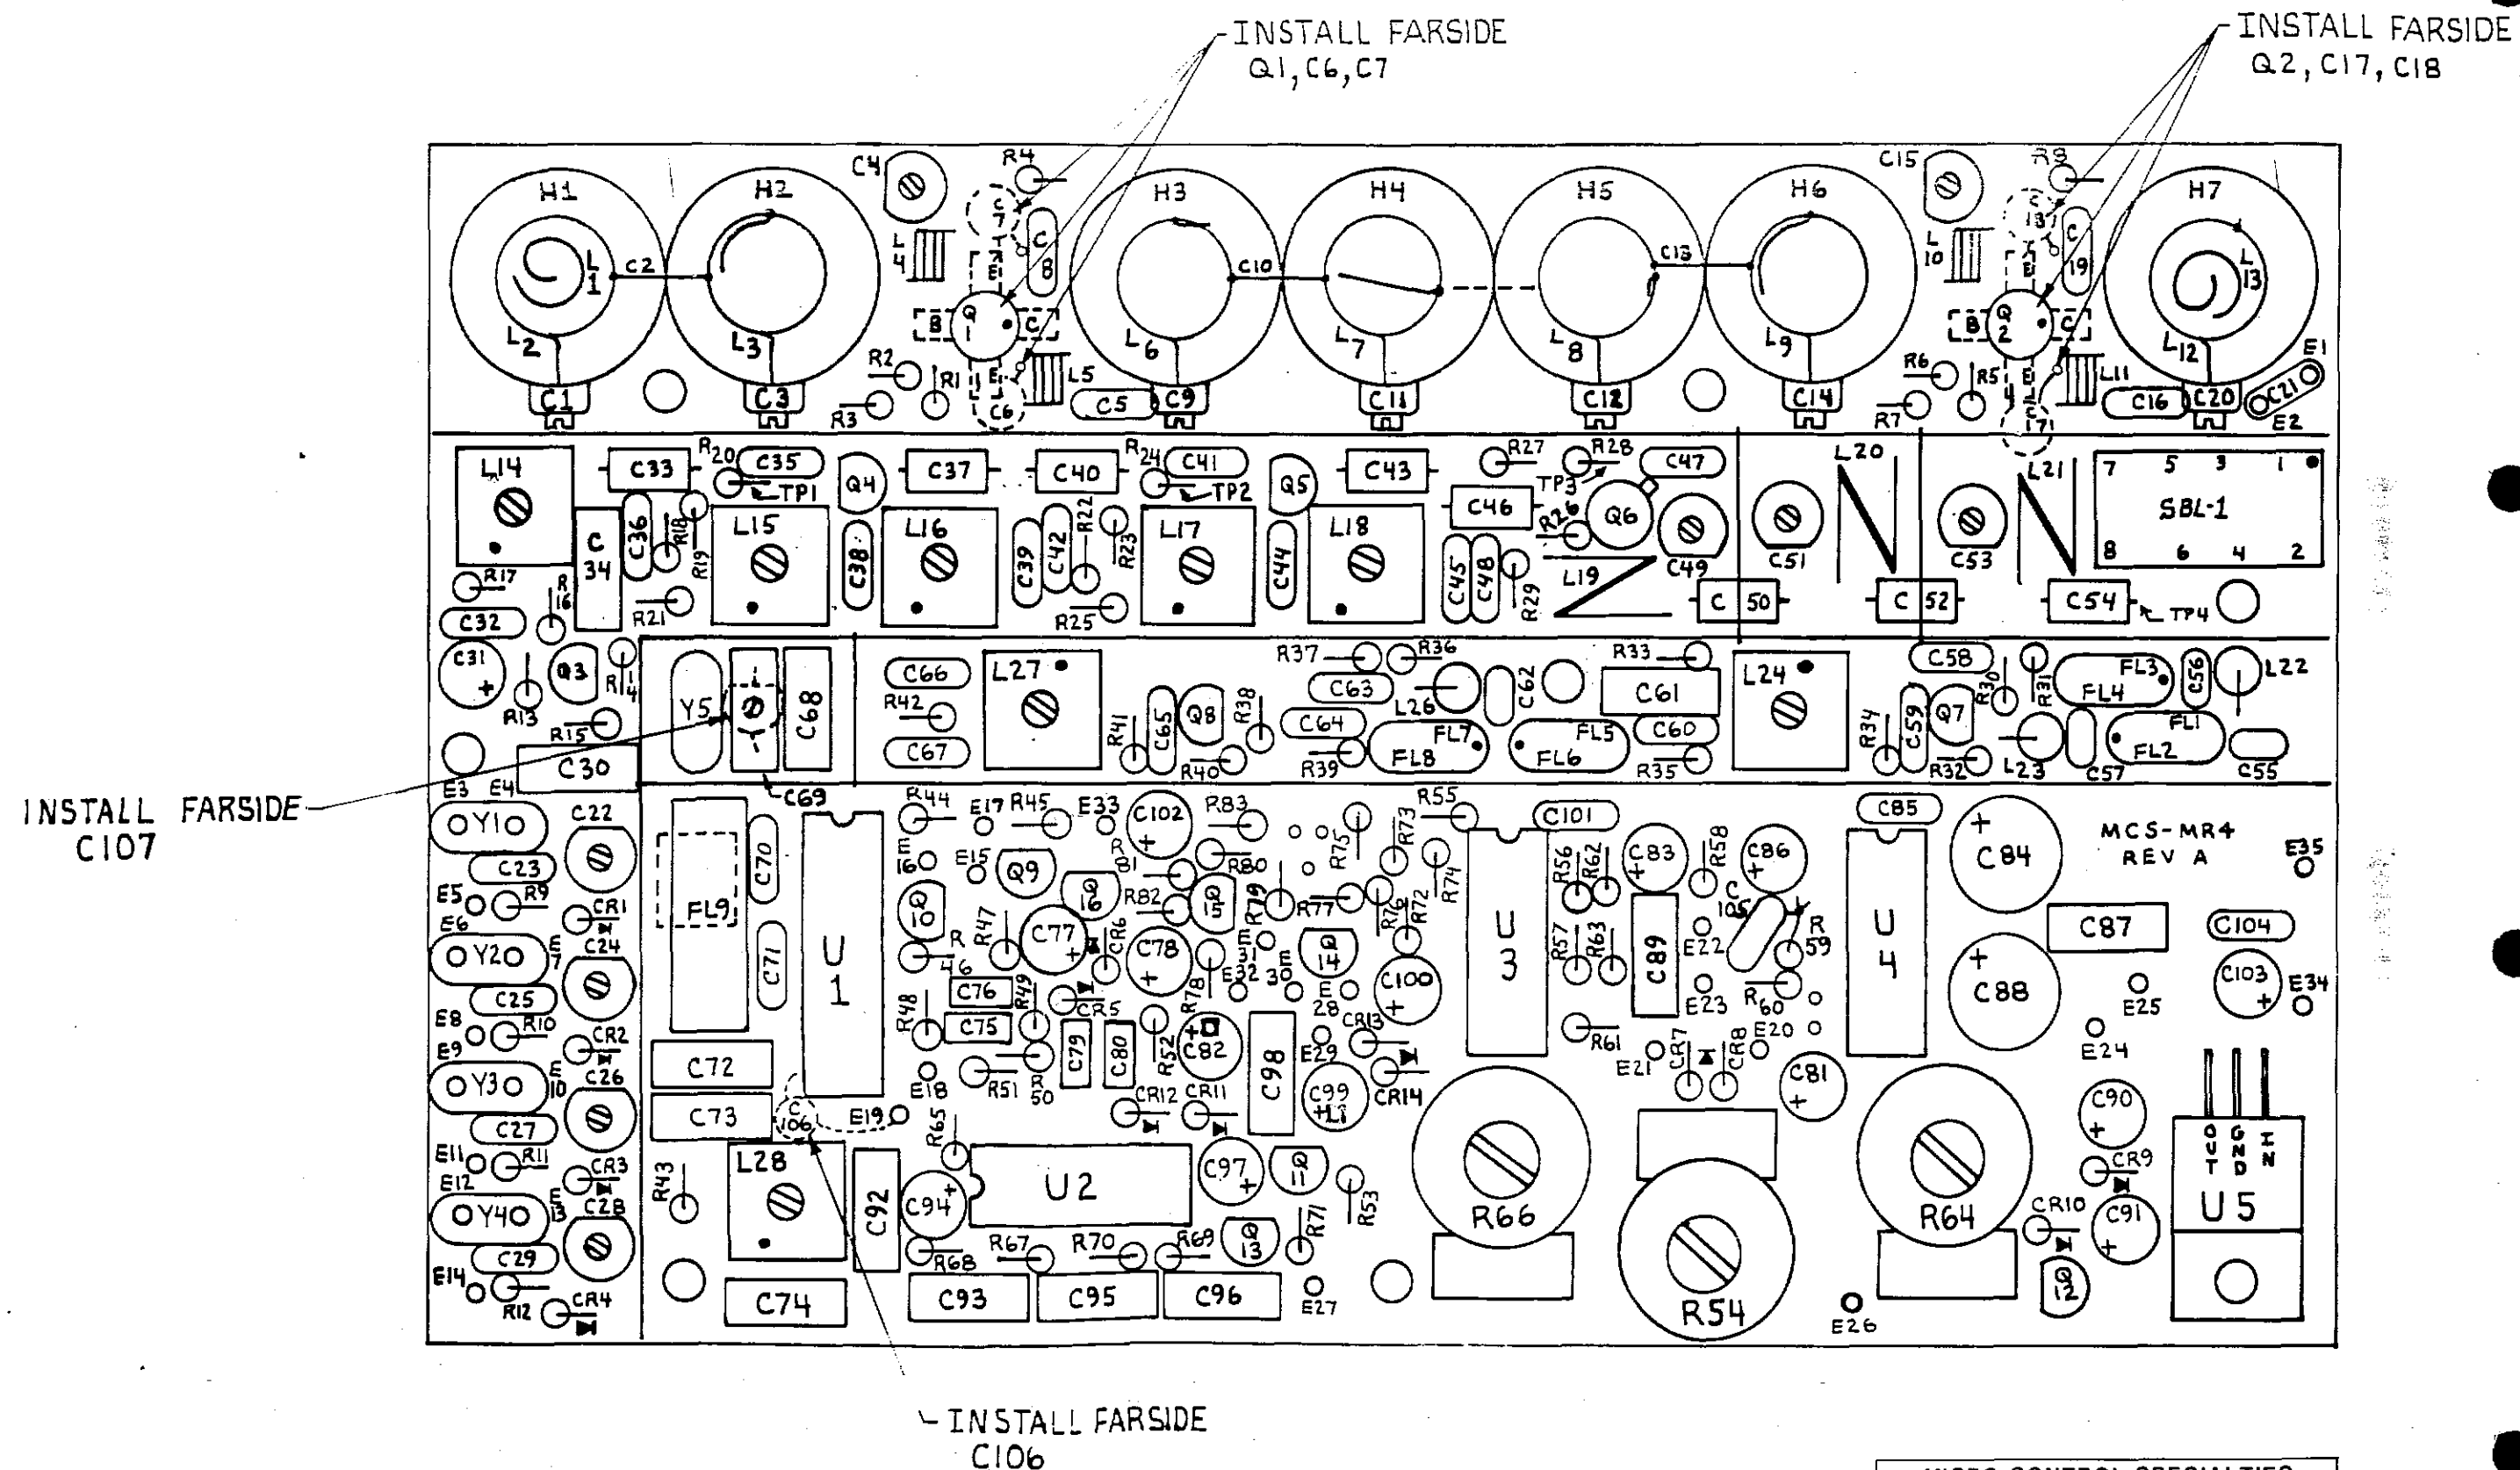 INSTALL FARSIDE
Q1, C6, C7
INSTALL FARSIDE
Q2, C17, C18
C4 R4 C15 R8
H1 H2 H3 H4 H5 H6 H7
C7 C8 C18 C19
L1 C2 L4 E C10 C13 L10 E L13
B Q1 C B Q2 C
L2 L3 L6 L7 L8 L9 L12 E1
R2 R1 E L5 R6 R5 E L11
C1 C3 R3 C6 C5 C9 C11 C12 C14 R7 C17 C16 C20 C21 E2
L14 C33 R20 C35 Q4 C37 C40 R24 C41 Q5 C43 R27 R28 C47 L20 L21 7 5 3 1
TP1 TP2 TP3
C34 C36 R18 R19 L15 C38 L16 C39 C42 R22 R23 L17 C44 L18 C46 R26 Q6 C49 C51 C53 SBL-1
8 6 4 2
R17 R16 R21 R25 C45 C48 R29 L19 C50 C52 C54 TP4
C32
C31 + Q3 R14 C66 L27 R37 R36 R33 L24 C58 FL3 C56 L22
R13 Y5 C68 R42 C65 Q8 R38 C63 L26 C62 C61 C59 Q7 R30 R31 FL4
R15 C67 R41 R40 C64 R39 FL7 FL8 FL5 FL6 C60 R35 R34 R32 L23 C57 FL1 FL2 C55
C30
INSTALL FARSIDE
C107
C69
E3 E4 C22 R44 E17 R45 E33 C102 + R83 R75 R73 R55 C101 C85
Y1 C23 C70 E16 E15 Q9 R81 R80 R74 R56 R62 C83 + R58 C86 + + C84 MCS-MR4
REV A
E35
E5 R9 CR1 FL9 Q10 Q16 R82 Q15 R79 R77 R76 R72 C105
E6 Y2 E7 C24 C71 U1 R46 R47 C77 + CR6 C78 + E31 Q14 U3 R57 R63 C89 E22 R59 U4 C87 C104
C25 C76 R49 CR5 R78 E32 E30 E28 C100 + E23 R60 + C88 E25 C103 + E34
E8 R10 CR2 R48 C75 C79 C80 R52 + C82 C98 E29 CR13 R61 E21 CR7 CR8 E20 E24
E9 Y3 E10 C26 C72 E18 R51 R50 CR14 C81 +
C27 C73 C106 E19 R65 CR12 CR11 C99 + L1 C90 + OUT GND IN
E11 R11 CR3 R43 L28 C92 C94 + U2 C97 + Q11 R53 R66 R64 CR9 U5
E12 Y4 E13 C28 R68 R67 R70 R69 Q13 R71 CR10 C91 +
C29
E14 R12 CR4 C74 C93 C95 C96 E27 R54 E26 Q12
INSTALL FARSIDE
C106
MICRO CONTROL SPECIALTIES